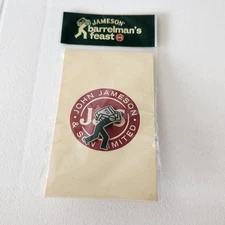 JAMESON
barrelman's
feast
JOHN JAMESON
& SON LIMITED
J S